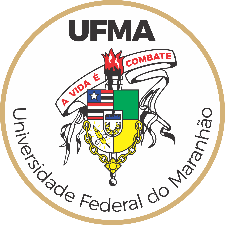 UFMA
A VIDA É COMBATE
Universidade Federal do Maranhão